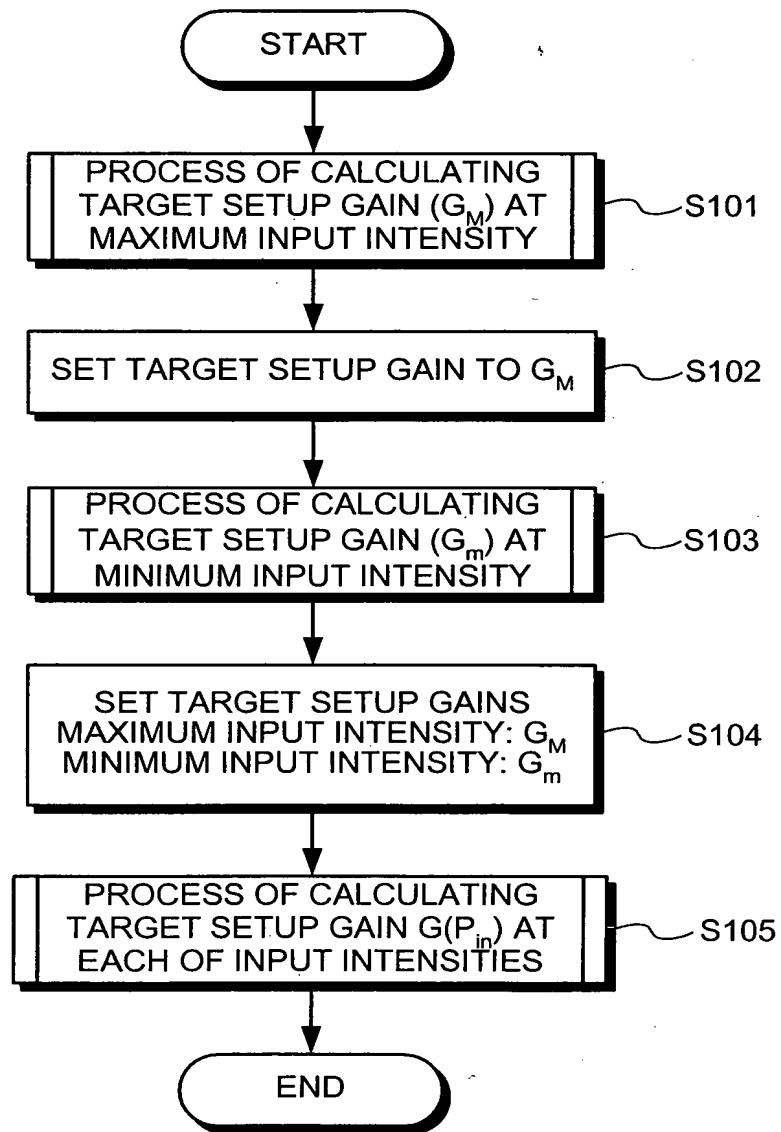 START
PROCESS OF CALCULATING
TARGET SETUP GAIN (G_M) AT
MAXIMUM INPUT INTENSITY
S101
SET TARGET SETUP GAIN TO G_M
S102
PROCESS OF CALCULATING
TARGET SETUP GAIN (G_m) AT
MINIMUM INPUT INTENSITY
S103
SET TARGET SETUP GAINS
MAXIMUM INPUT INTENSITY: G_M
MINIMUM INPUT INTENSITY: G_m
S104
PROCESS OF CALCULATING
TARGET SETUP GAIN G(P_in) AT
EACH OF INPUT INTENSITIES
S105
END